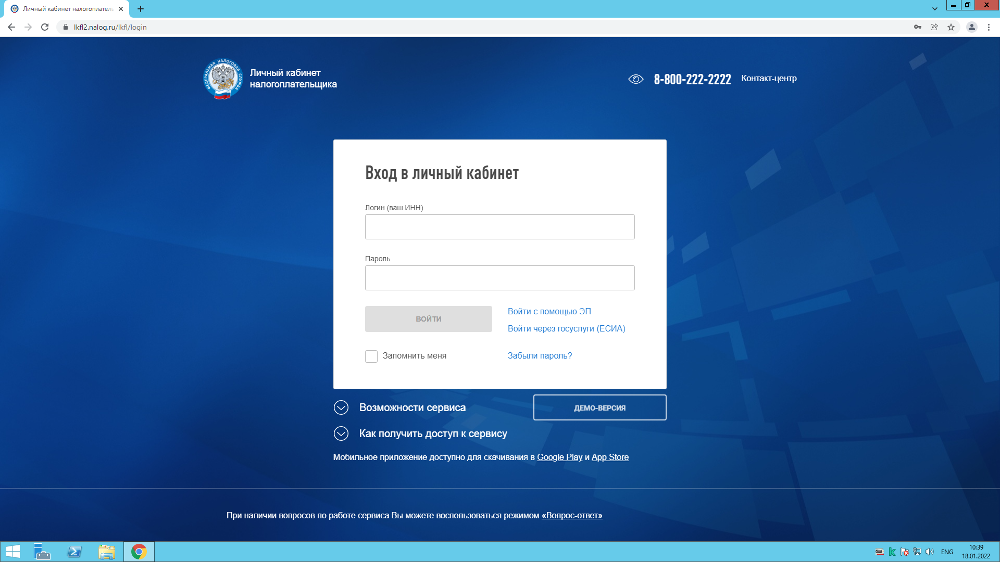 Личный кабинет налогоплатель
lkfl2.nalog.ru/lkfl/login
ФЕДЕРАЛЬНАЯ НАЛОГОВАЯ СЛУЖБА
Личный кабинет
налогоплательщика
8-800-222-2222
Контакт-центр
Вход в личный кабинет
Логин (ваш ИНН)
Пароль
ВОЙТИ
Войти с помощью ЭП
Войти через госуслуги (ЕСИА)
Запомнить меня
Забыли пароль?
Возможности сервиса
ДЕМО-ВЕРСИЯ
Как получить доступ к сервису
Мобильное приложение доступно для скачивания в Google Play и App Store
При наличии вопросов по работе сервиса Вы можете воспользоваться режимом «Вопрос-ответ»
ENG
10:39
18.01.2022